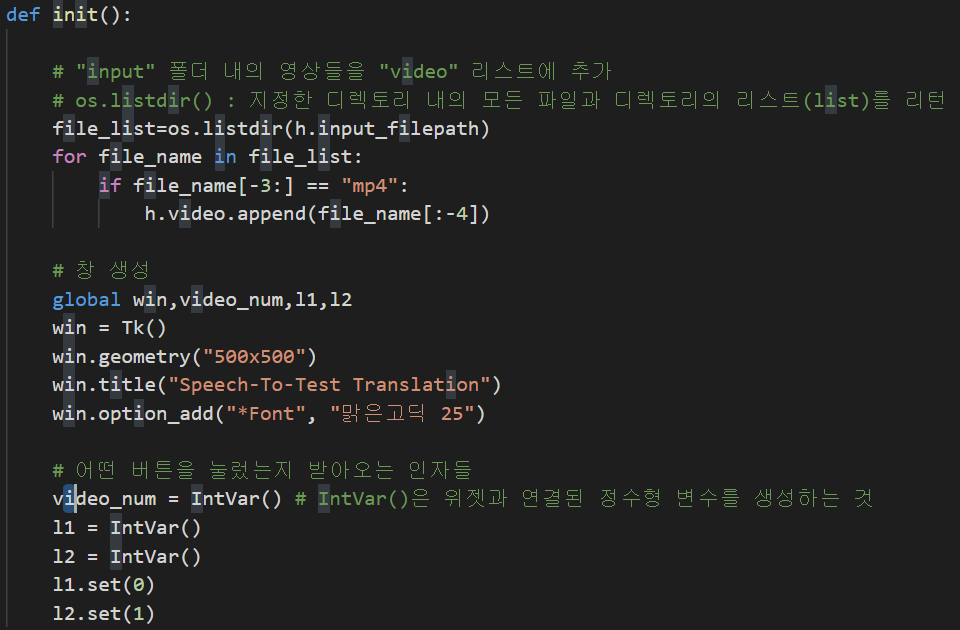 def init():
# "input" 폴더 내의 영상들을 "video" 리스트에 추가
# os.listdir() : 지정한 디렉토리 내의 모든 파일과 디렉토리의 리스트(list)를 리턴
file_list=os.listdir(h.input_filepath)
for file_name in file_list:
if file_name[-3:] == "mp4":
h.video.append(file_name[:-4])
# 창 생성
global win,video_num,l1,l2
win = Tk()
win.geometry("500x500")
win.title("Speech-To-Test Translation")
win.option_add("*Font", "맑은고딕 25")
# 어떤 버튼을 눌렀는지 받아오는 인자들
video_num = IntVar() # IntVar()은 위젯과 연결된 정수형 변수를 생성하는 것
l1 = IntVar()
l2 = IntVar()
l1.set(0)
l2.set(1)